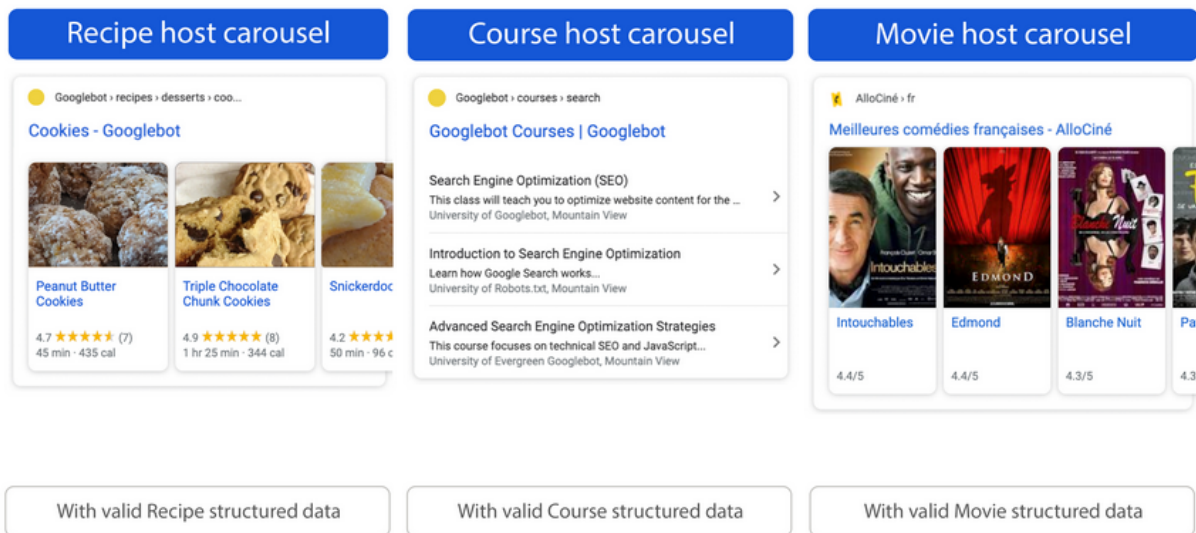 Recipe host carousel
Googlebot › recipes › desserts › coo...
Cookies - Googlebot
Peanut Butter
Cookies
4.7 ★★★★★ (7)
45 min · 435 cal
Triple Chocolate
Chunk Cookies
4.9 ★★★★★ (8)
1 hr 25 min · 344 cal
Snickerdoo
4.2
50 min · 96 c
With valid Recipe structured data
Course host carousel
Googlebot › courses › search
Googlebot Courses | Googlebot
Search Engine Optimization (SEO)
This class will teach you to optimize website content for the ...
University of Googlebot, Mountain View
Introduction to Search Engine Optimization
Learn how Google Search works...
University of Robots.txt, Mountain View
Advanced Search Engine Optimization Strategies
This course focuses on technical SEO and JavaScript...
University of Evergreen Googlebot, Mountain View
With valid Course structured data
Movie host carousel
AlloCiné › fr
Meilleures comédies françaises - AlloCiné
Intouchables
EDMOND
Blanche Nuit
Intouchables
4.4/5
Edmond
4.4/5
Blanche Nuit
4.3/5
Pa
4.3
With valid Movie structured data